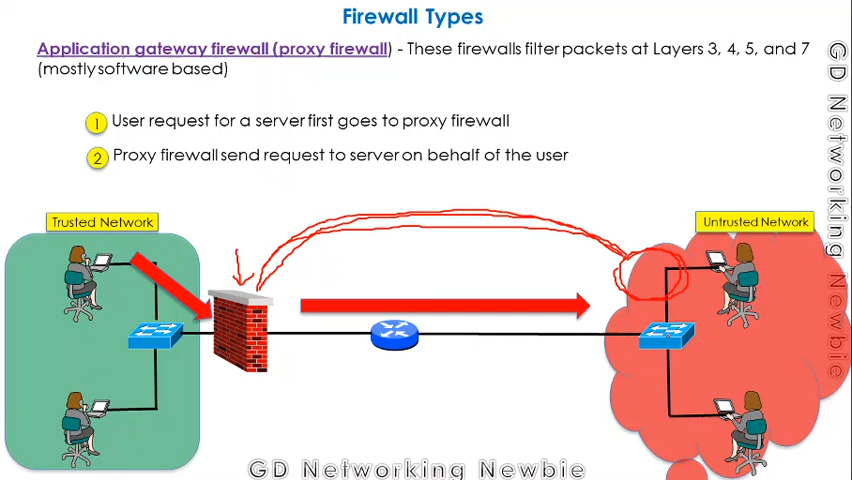 Firewall Types
Application gateway firewall (proxy firewall) - These firewalls filter packets at Layers 3, 4, 5, and 7
(mostly software based)
1 User request for a server first goes to proxy firewall
2 Proxy firewall send request to server on behalf of the user
Trusted Network
Untrusted Network
GD Networking Newbie
GD Networking Newbie